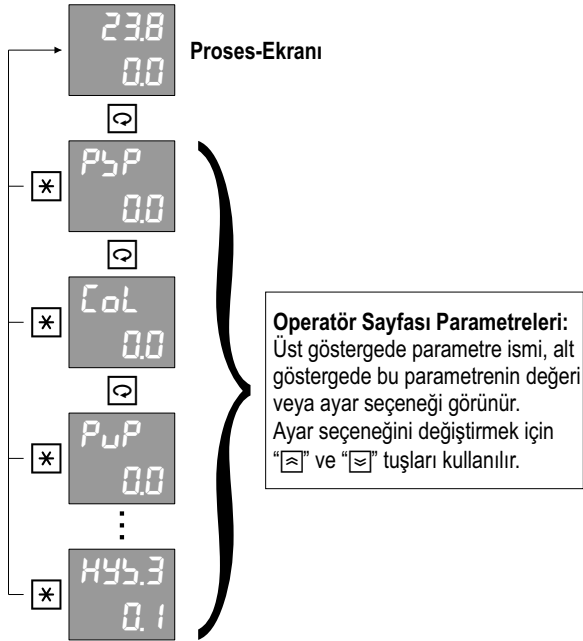 23.8
0.0
Proses-Ekranı
PSP
0.0
CoL
0.0
PuP
0.0
HYS.3
0.1
Operatör Sayfası Parametreleri:
Üst göstergede parametre ismi, alt
göstergede bu parametrenin değeri
veya ayar seçeneği görünür.
Ayar seçeneğini değiştirmek için
“” ve “” tuşları kullanılır.